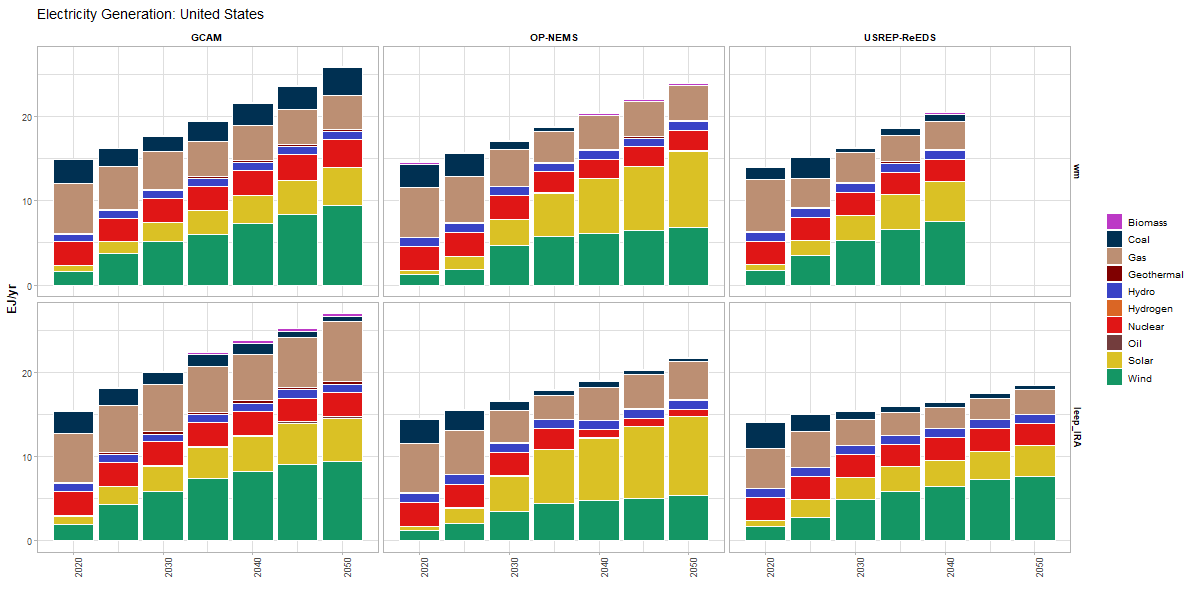 Electricity Generation: United States
GCAM
OP-NEMS
USREP-ReEDS
EJ/yr
20
10
0
wm
20
10
0
leep_IRA
2020
2030
2040
2050
2020
2030
2040
2050
2020
2030
2040
2050
Biomass
Coal
Gas
Geothermal
Hydro
Hydrogen
Nuclear
Oil
Solar
Wind